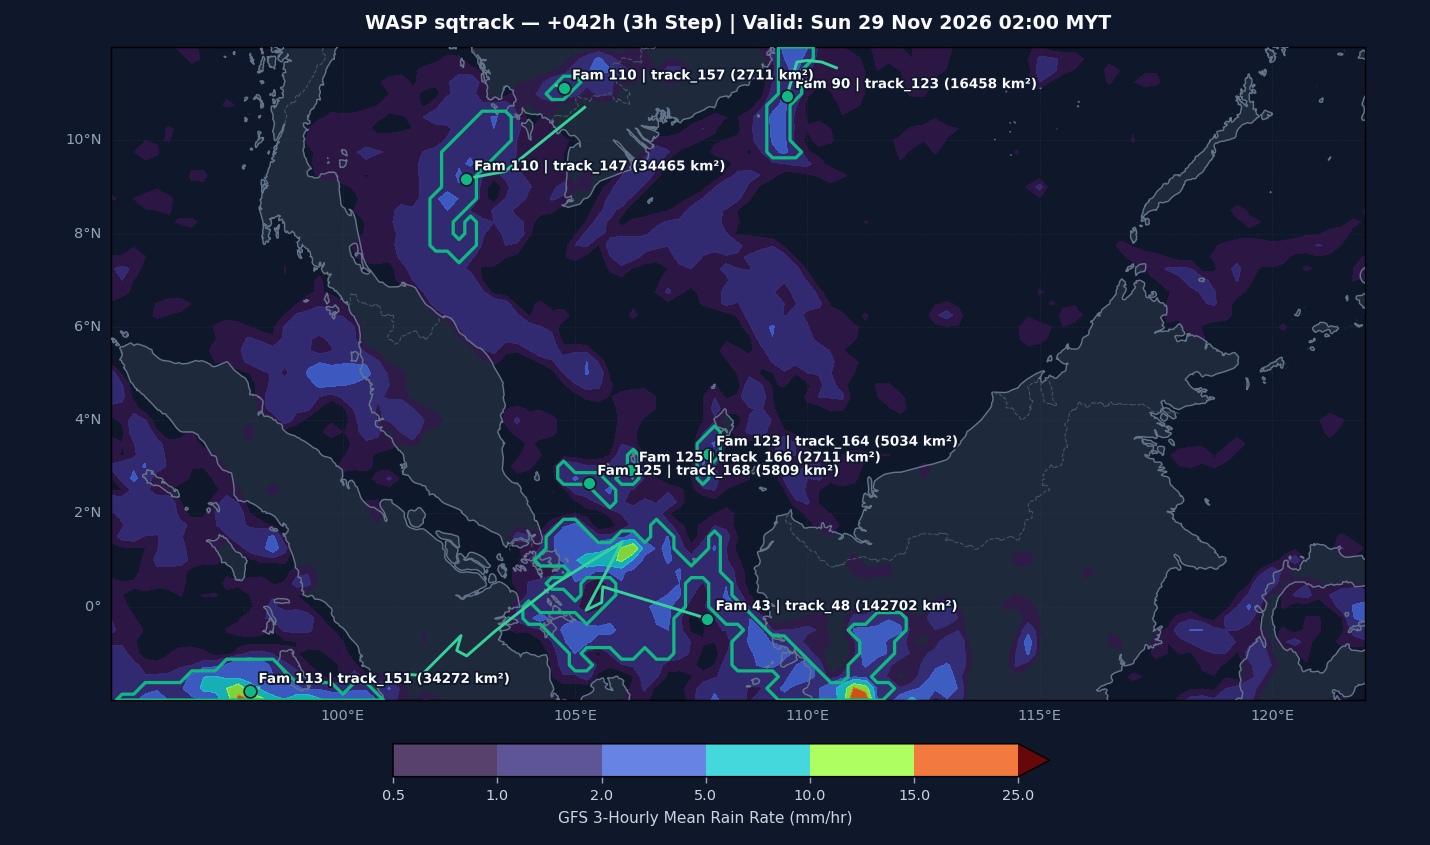 WASP sqtrack — +042h (3h Step) | Valid: Sun 29 Nov 2026 02:00 MYT
Fam 110 | track_157 (2711 km²)
Fam 90 | track_123 (16458 km²)
10°N
Fam 110 | track_147 (34465 km²)
8°N
6°N
4°N
Fam 123 | track_164 (5034 km²)
Fam 125 | track_166 (2711 km²)
Fam 125 | track_168 (5809 km²)
2°N
0°
Fam 43 | track_48 (142702 km²)
Fam 113 | track_151 (34272 km²)
100°E 105°E 110°E 115°E 120°E
0.5 1.0 2.0 5.0 10.0 15.0 25.0
GFS 3-Hourly Mean Rain Rate (mm/hr)